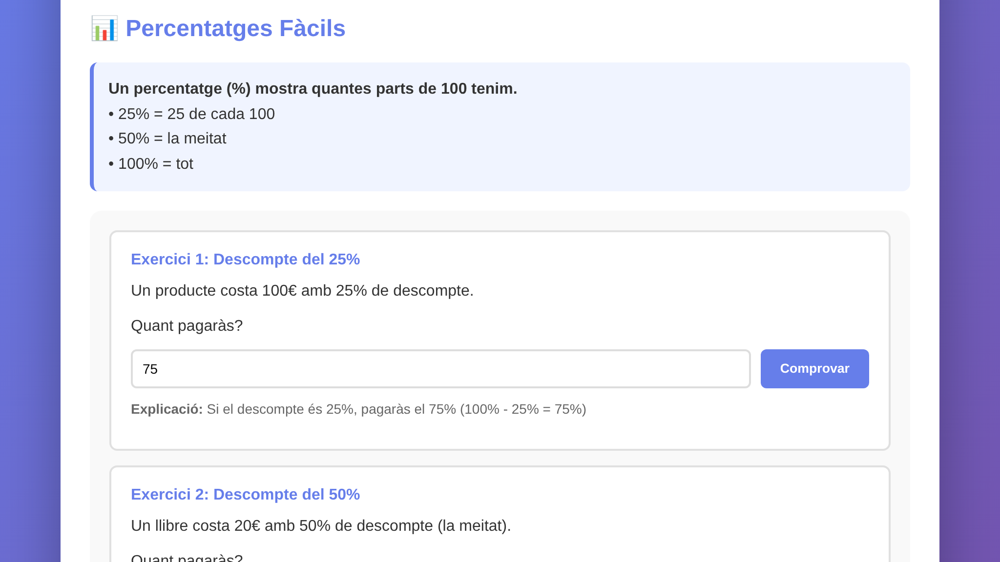 Percentatges Fàcils
Un percentatge (%) mostra quantes parts de 100 tenim.
• 25% = 25 de cada 100
• 50% = la meitat
• 100% = tot
Exercici 1: Descompte del 25%
Un producte costa 100€ amb 25% de descompte.
Quant pagaràs?
75
Comprovar
Explicació: Si el descompte és 25%, pagaràs el 75% (100% - 25% = 75%)
Exercici 2: Descompte del 50%
Un llibre costa 20€ amb 50% de descompte (la meitat).
Quant pagaràs?